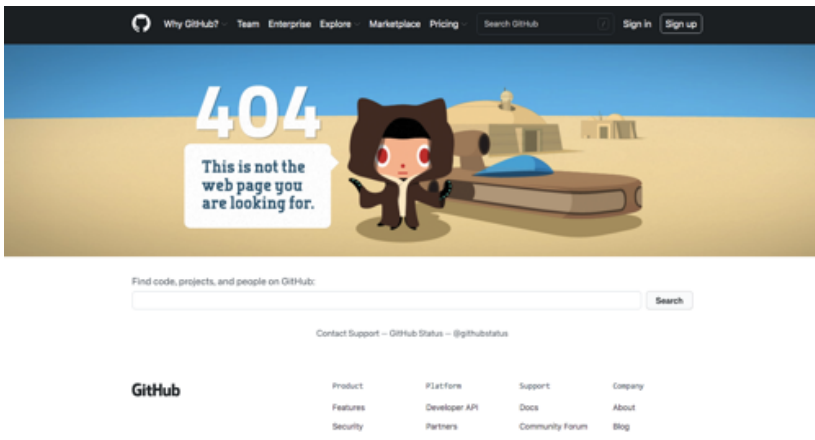 Why GitHub? Team Enterprise Explore Marketplace Pricing Search GitHub / Sign in Sign up
404
This is not the
web page you
are looking for.
Find code, projects, and people on GitHub:
Search
Contact Support — GitHub Status — @githubstatus
GitHub
Product Platform Support Company
Features Developer API Docs About
Security Partners Community Forum Blog